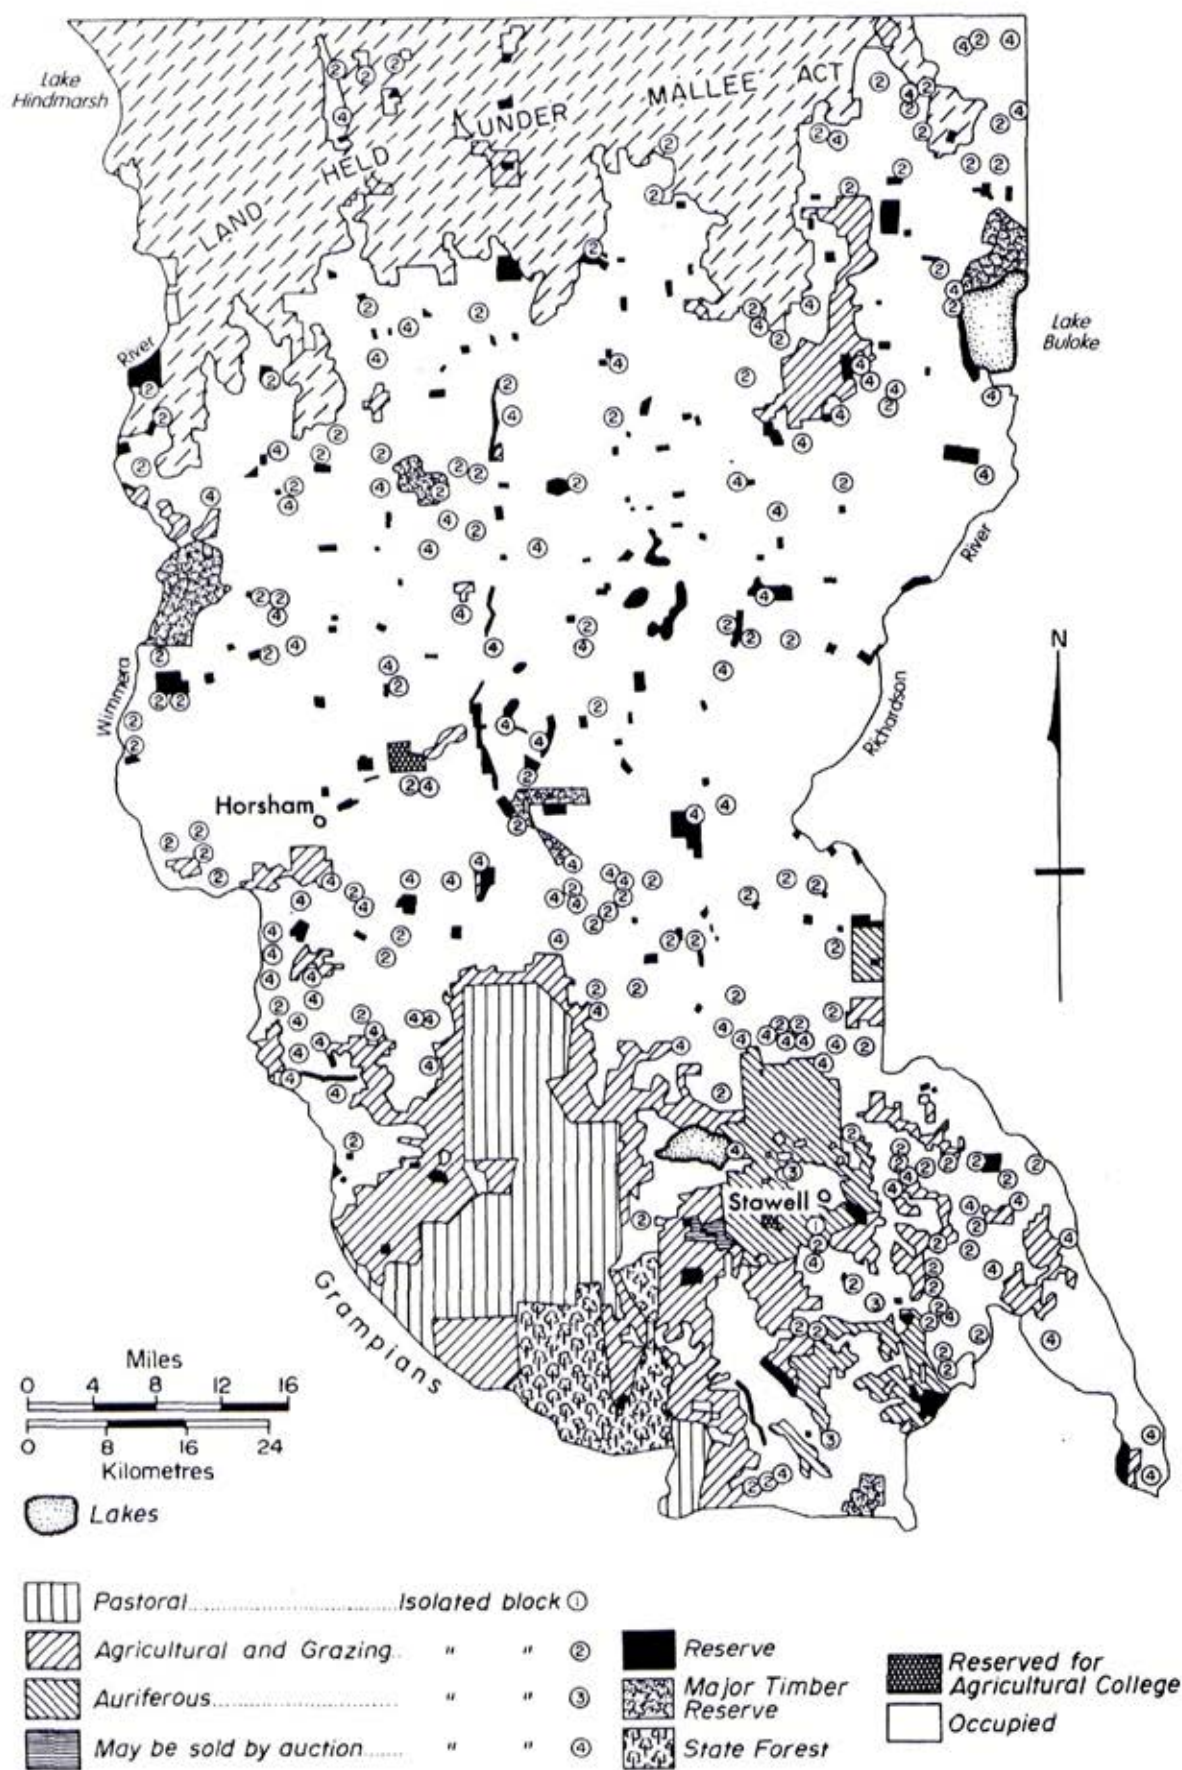 Lake
Hindmarsh
LAND HELD UNDER MALLEE ACT
River
Lake
Buloke
River
Richardson
Wimmera
N
Horsham
Stawell
Grampians
Miles
0 4 8 12 16
0 8 16 24
Kilometres
Lakes
Pastoral Isolated block 1
Agricultural and Grazing " " 2
Auriferous " " 3
May be sold by auction " " 4
Reserve
Major Timber
Reserve
State Forest
Reserved for
Agricultural College
Occupied